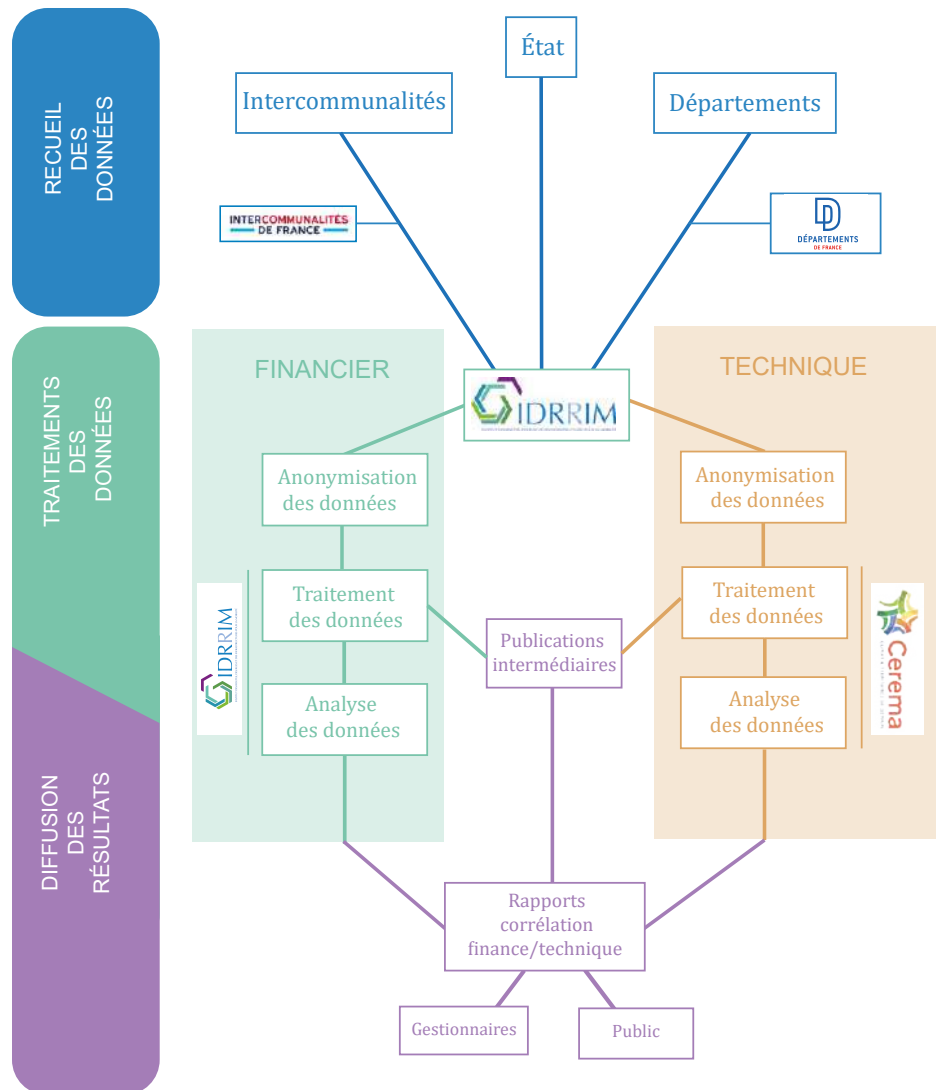 RECUEIL
DES
DONNÉES
État
Intercommunalités
Départements
INTERCOMMUNALITÉS
DE FRANCE
DÉPARTEMENTS
DE FRANCE
TRAITEMENTS
DES
DONNÉES
FINANCIER
IDRRIM
TECHNIQUE
Anonymisation
des données
Anonymisation
des données
IDRRIM
Traitement
des données
Publications
intermédiaires
Traitement
des données
Cerema
Analyse
des données
Analyse
des données
DIFFUSION
DES
RÉSULTATS
Rapports
corrélation
finance/technique
Gestionnaires
Public